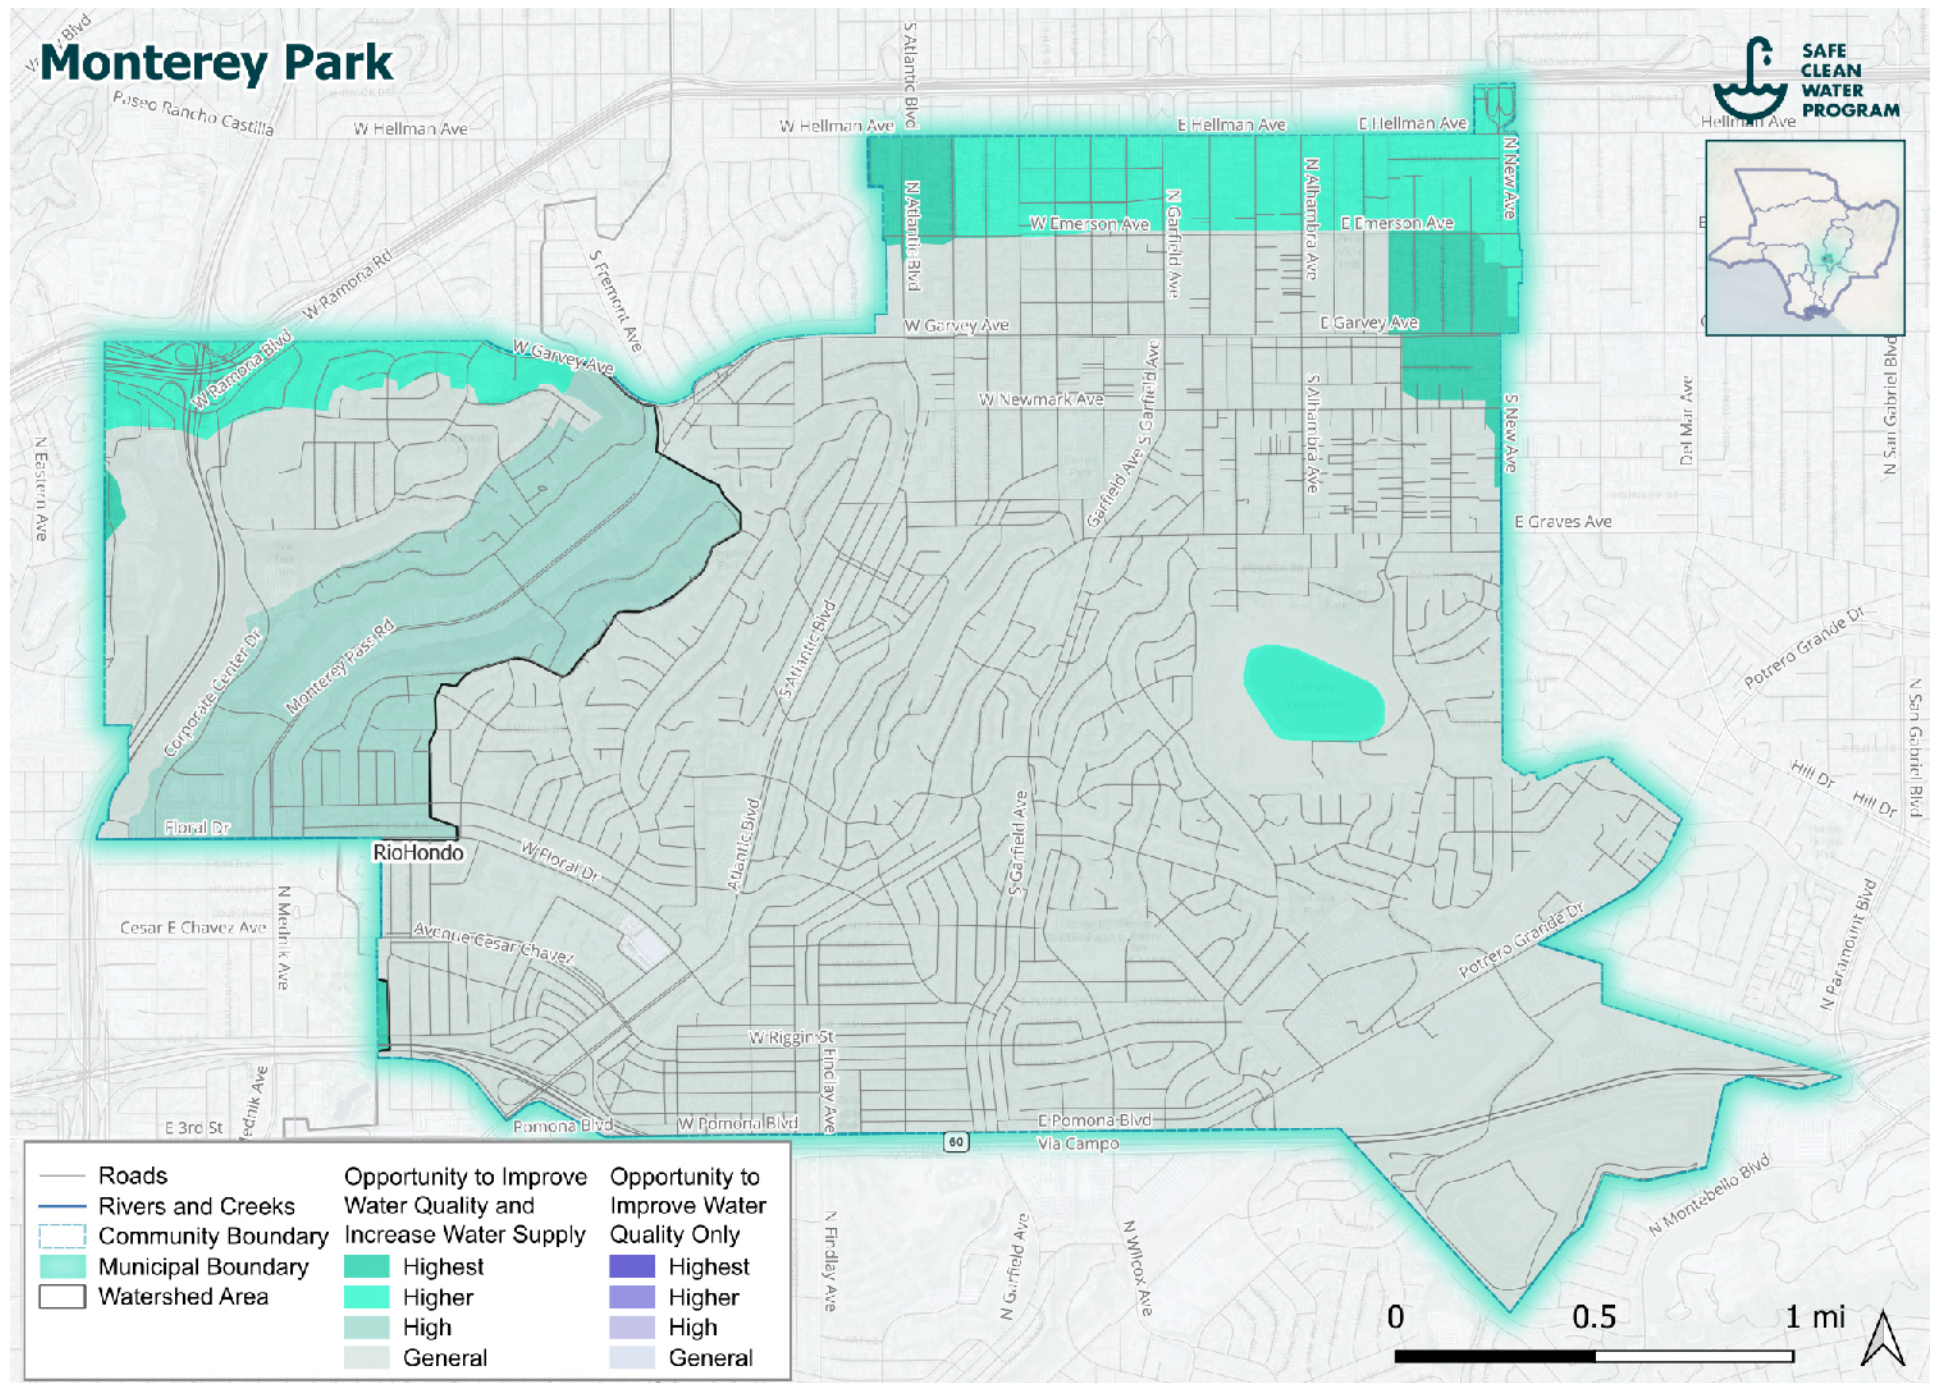 Monterey Park
SAFE
CLEAN
WATER
PROGRAM
Paseo Rancho Castilla
W Hellman Ave
W Hellman Ave
S Atlantic Blvd
E Hellman Ave
E Hellman Ave
Hellman Ave
N New Ave
N Atlantic Blvd
N Garfield Ave
N Alhambra Ave
W Emerson Ave
E Emerson Ave
W Ramona Rd
S Fremont Ave
W Garvey Ave
E Garvey Ave
W Ramona Blvd
W Garvey Ave
W Newmark Ave
S Garfield Ave
S Alhambra Ave
S New Ave
Del Mar Ave
N San Gabriel Blvd
N Eastern Ave
Garfield Ave
E Graves Ave
Corporate Center Dr
Monterey Pass Rd
S Atlantic Blvd
Potrero Grande Dr
N San Gabriel Blvd
Hill Dr
Hill Dr
Floral Dr
RioHondo
W Floral Dr
Atlantic Blvd
S Garfield Ave
Cesar E Chavez Ave
N Mednik Ave
Avenue Cesar Chavez
Potrero Grande Dr
N Paramount Blvd
W Riggin St
Findlay Ave
E 3rd St
Mednik Ave
Pomona Blvd
W Pomona Blvd
E Pomona Blvd
60
Via Campo
N Findlay Ave
N Garfield Ave
N Wilcox Ave
N Montebello Blvd
Roads
Rivers and Creeks
Community Boundary
Municipal Boundary
Watershed Area
Opportunity to Improve
Water Quality and
Increase Water Supply
Highest
Higher
High
General
Opportunity to
Improve Water
Quality Only
Highest
Higher
High
General
0 0.5 1 mi